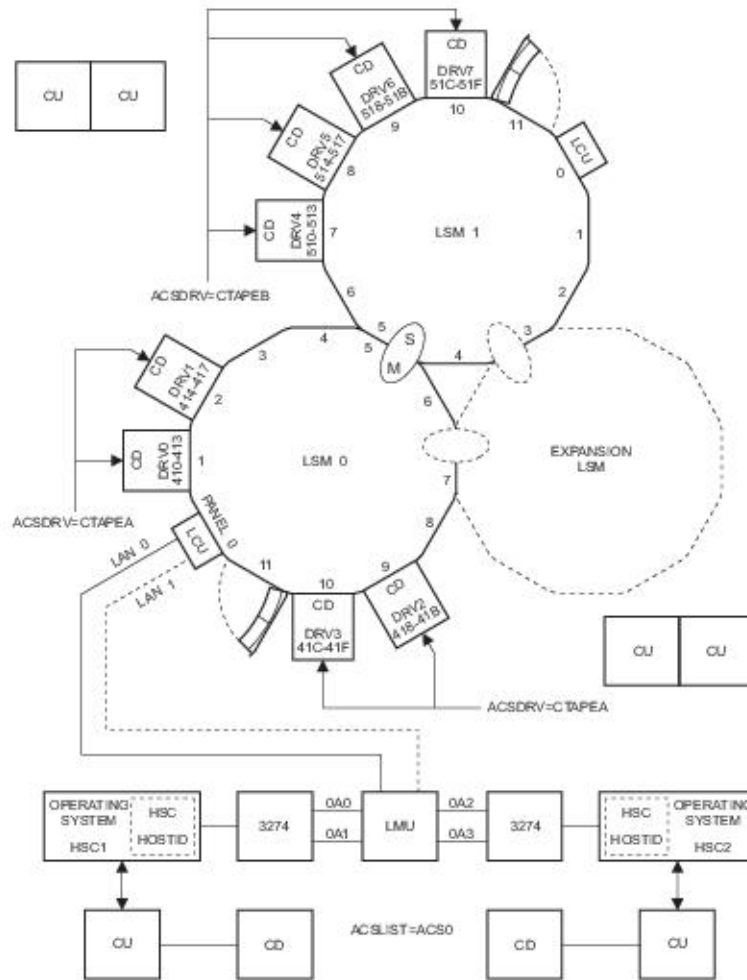 CD
DRV7
51C-51F
CD
DRV6
518-51B
CU
CU
10
9
11
LCU
CD
DRV5
514-517
8
0
CD
DRV4
510-513
7
LSM 1
1
6
2
ACSDRV=CTAPEB
5
3
4
5
S
M
4
3
CD
DRV1
414-417
2
6
CD
DRV0
410-413
1
LSM 0
EXPANSION
LSM
7
PANEL 0
ACSDRV=CTAPEA
LCU
8
LAN 0
LAN 1
11
10
9
CD
DRV3
41C-41F
CD
DRV2
418-41B
CU
CU
ACSDRV=CTAPEA
OPERATING
SYSTEM
HSC1
HSC
HOSTID
3274
0A0
0A1
LMU
0A2
0A3
3274
HSC
HOSTID
OPERATING
SYSTEM
HSC2
CU
CD
ACSLIST=ACS0
CD
CU